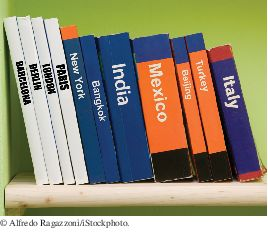 BARCELONA
BERLIN
LONDON
PARIS
New York
Bangkok
India
Mexico
Beijing
Turkey
Italy
© Alfredo Ragazzoni/iStockphoto.